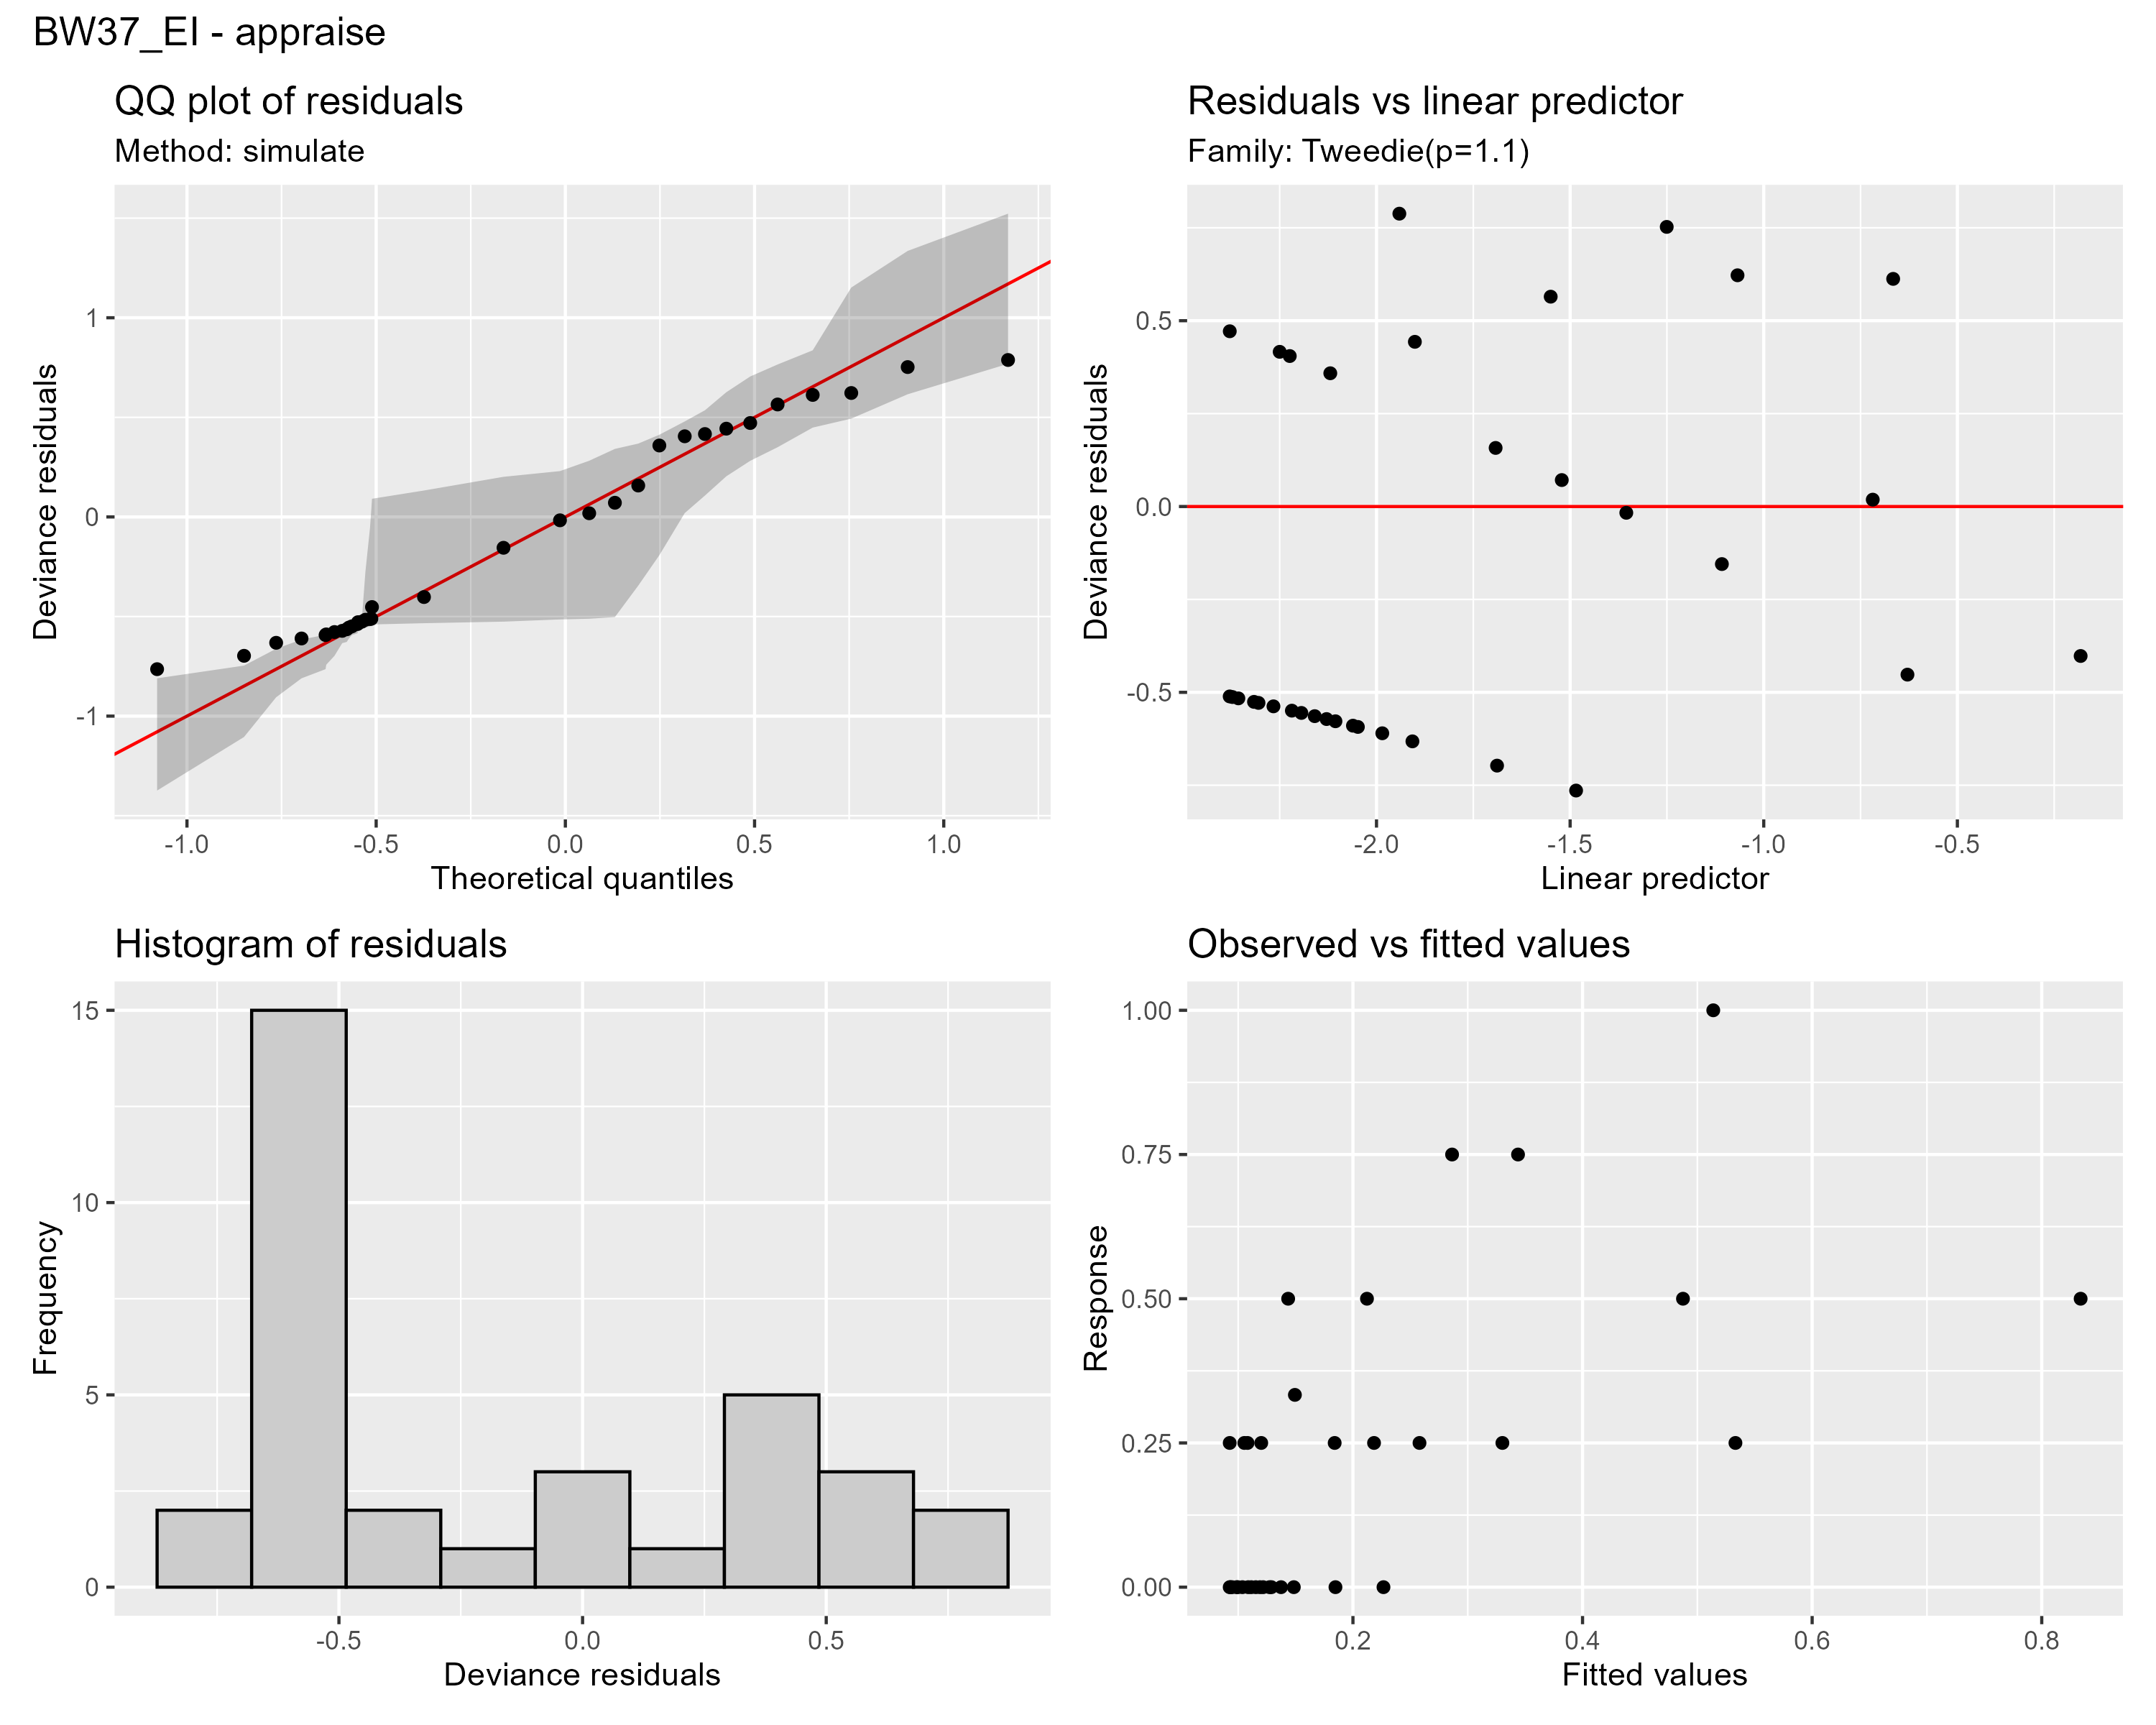 BW37_EI - appraise
QQ plot of residuals
Method: simulate
Deviance residuals
1
0
-1
-1.0
-0.5
0.0
0.5
1.0
Theoretical quantiles
Residuals vs linear predictor
Family: Tweedie(p=1.1)
Deviance residuals
0.5
0.0
-0.5
-2.0
-1.5
-1.0
-0.5
Linear predictor
Histogram of residuals
Frequency
15
10
5
0
-0.5
0.0
0.5
Deviance residuals
Observed vs fitted values
Response
1.00
0.75
0.50
0.25
0.00
0.2
0.4
0.6
0.8
Fitted values